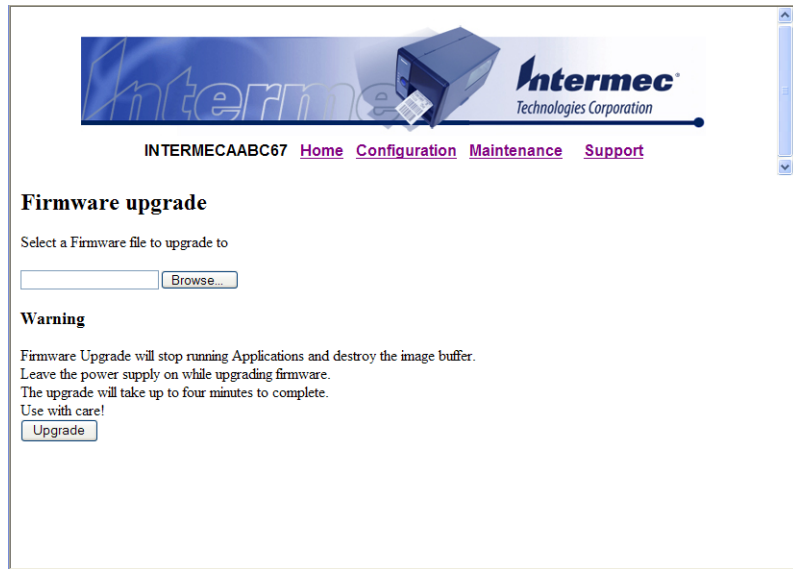 Intermec
Intermec
Technologies Corporation
INTERMECAABC67 Home Configuration Maintenance Support
Firmware upgrade
Select a Firmware file to upgrade to
Browse...
Warning
Firmware Upgrade will stop running Applications and destroy the image buffer.
Leave the power supply on while upgrading firmware.
The upgrade will take up to four minutes to complete.
Use with care!
Upgrade